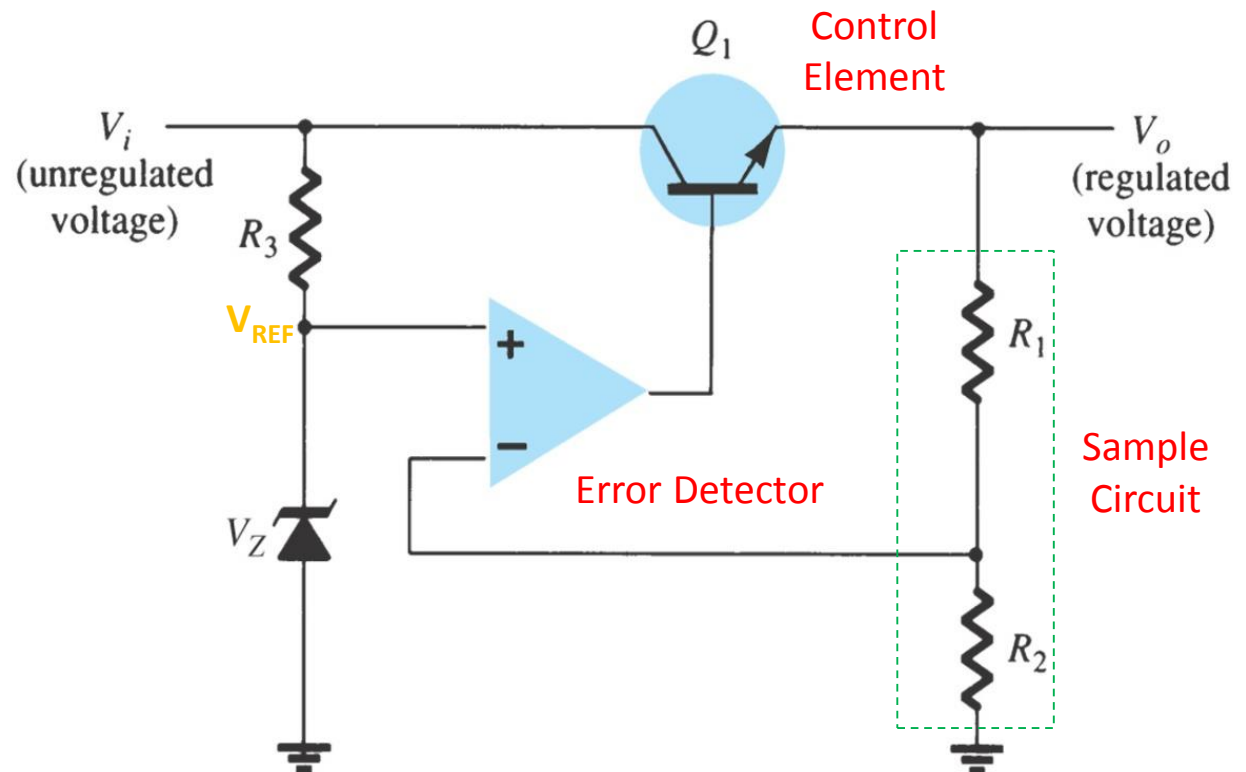 Q1
Control
Element
Vi
(unregulated
voltage)
Vo
(regulated
voltage)
R3
VREF
+
−
R1
Error Detector
Sample
Circuit
VZ
R2